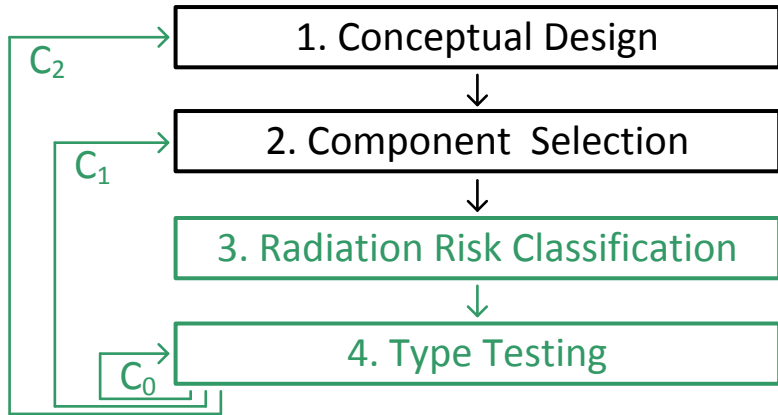 1. Conceptual Design
C₂
2. Component Selection
C₁
3. Radiation Risk Classification
4. Type Testing
C₀